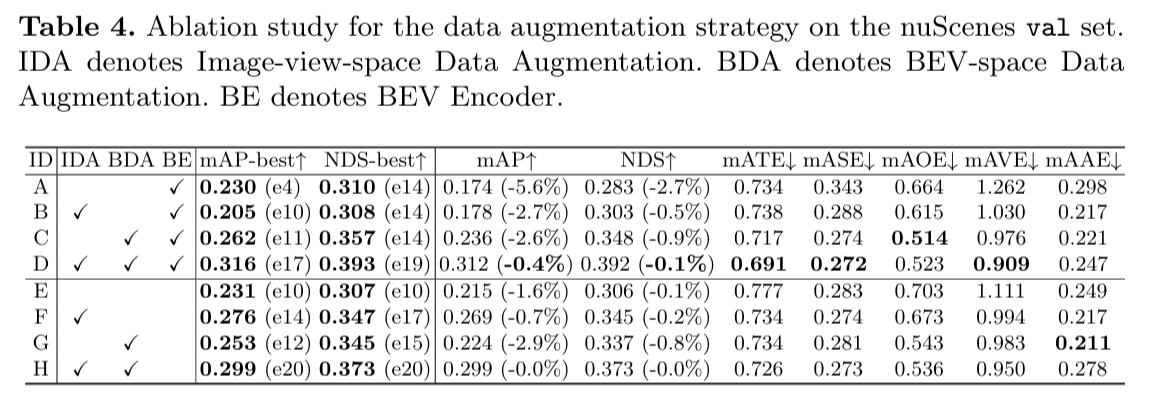 Table 4. Ablation study for the data augmentation strategy on the nuScenes val set.
IDA denotes Image-view-space Data Augmentation. BDA denotes BEV-space Data
Augmentation. BE denotes BEV Encoder.
ID IDA BDA BE mAP-best↑ NDS-best↑ mAP↑ NDS↑ mATE↓ mASE↓ mAOE↓ mAVE↓ mAAE↓
A ✓ 0.230 (e4) 0.310 (e14) 0.174 (-5.6%) 0.283 (-2.7%) 0.734 0.343 0.664 1.262 0.298
B ✓ ✓ 0.205 (e10) 0.308 (e14) 0.178 (-2.7%) 0.303 (-0.5%) 0.738 0.288 0.615 1.030 0.217
C ✓ ✓ 0.262 (e11) 0.357 (e14) 0.236 (-2.6%) 0.348 (-0.9%) 0.717 0.274 0.514 0.976 0.221
D ✓ ✓ ✓ 0.316 (e17) 0.393 (e19) 0.312 (-0.4%) 0.392 (-0.1%) 0.691 0.272 0.523 0.909 0.247
E 0.231 (e10) 0.307 (e10) 0.215 (-1.6%) 0.306 (-0.1%) 0.777 0.283 0.703 1.111 0.249
F ✓ 0.276 (e14) 0.347 (e17) 0.269 (-0.7%) 0.345 (-0.2%) 0.734 0.274 0.673 0.994 0.217
G ✓ 0.253 (e12) 0.345 (e15) 0.224 (-2.9%) 0.337 (-0.8%) 0.734 0.281 0.543 0.983 0.211
H ✓ ✓ 0.299 (e20) 0.373 (e20) 0.299 (-0.0%) 0.373 (-0.0%) 0.726 0.273 0.536 0.950 0.278